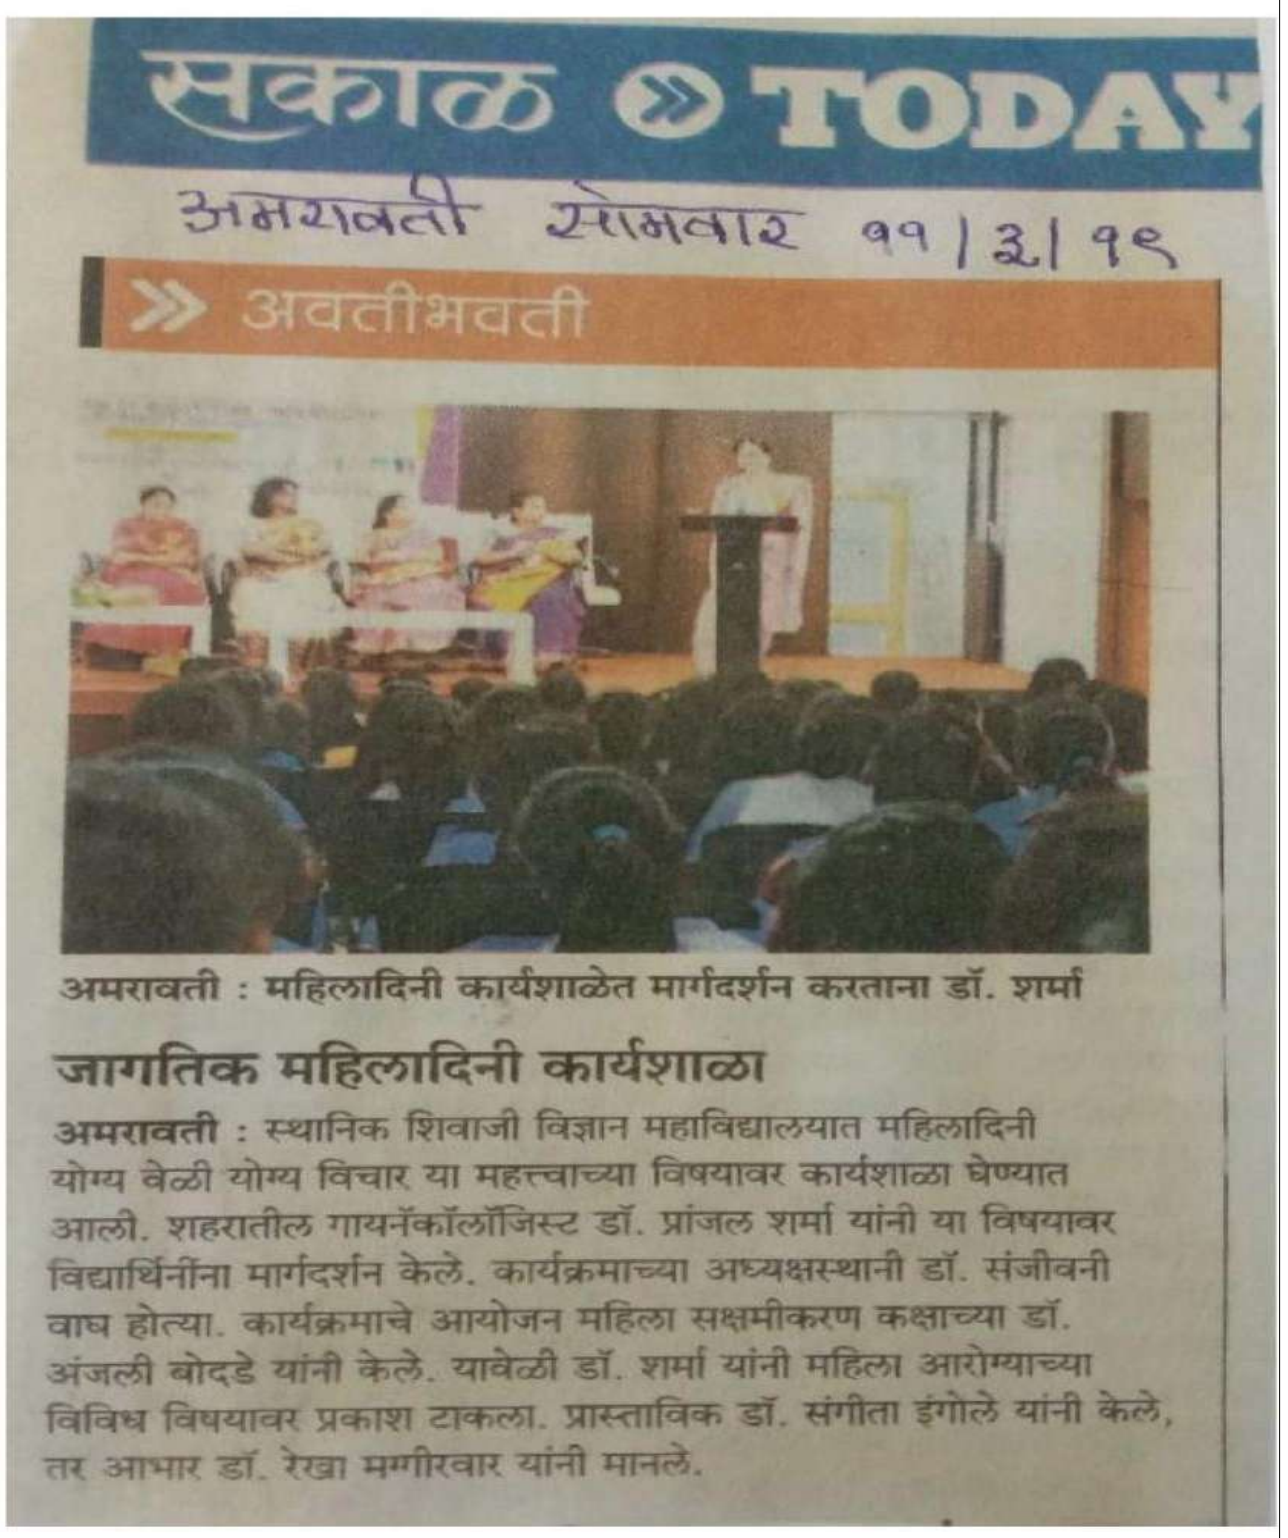 सकाळ » TODAY
अमरावती सोमवार ११/३/१९
» अवतीभवती
अमरावती : महिलादिनी कार्यशाळेत मार्गदर्शन करताना डॉ. शर्मा
जागतिक महिलादिनी कार्यशाळा
अमरावती : स्थानिक शिवाजी विज्ञान महाविद्यालयात महिलादिनी
योग्य वेळी योग्य विचार या महत्त्वाच्या विषयावर कार्यशाळा घेण्यात
आली. शहरातील गायनॅकॉलॉजिस्ट डॉ. प्रांजल शर्मा यांनी या विषयावर
विद्यार्थिनींना मार्गदर्शन केले. कार्यक्रमाच्या अध्यक्षस्थानी डॉ. संजीवनी
वाघ होत्या. कार्यक्रमाचे आयोजन महिला सक्षमीकरण कक्षाच्या डॉ.
अंजली बोदडे यांनी केले. यावेळी डॉ. शर्मा यांनी महिला आरोग्याच्या
विविध विषयावर प्रकाश टाकला. प्रास्ताविक डॉ. संगीता इंगोले यांनी केले,
तर आभार डॉ. रेखा मग्गीरवार यांनी मानले.